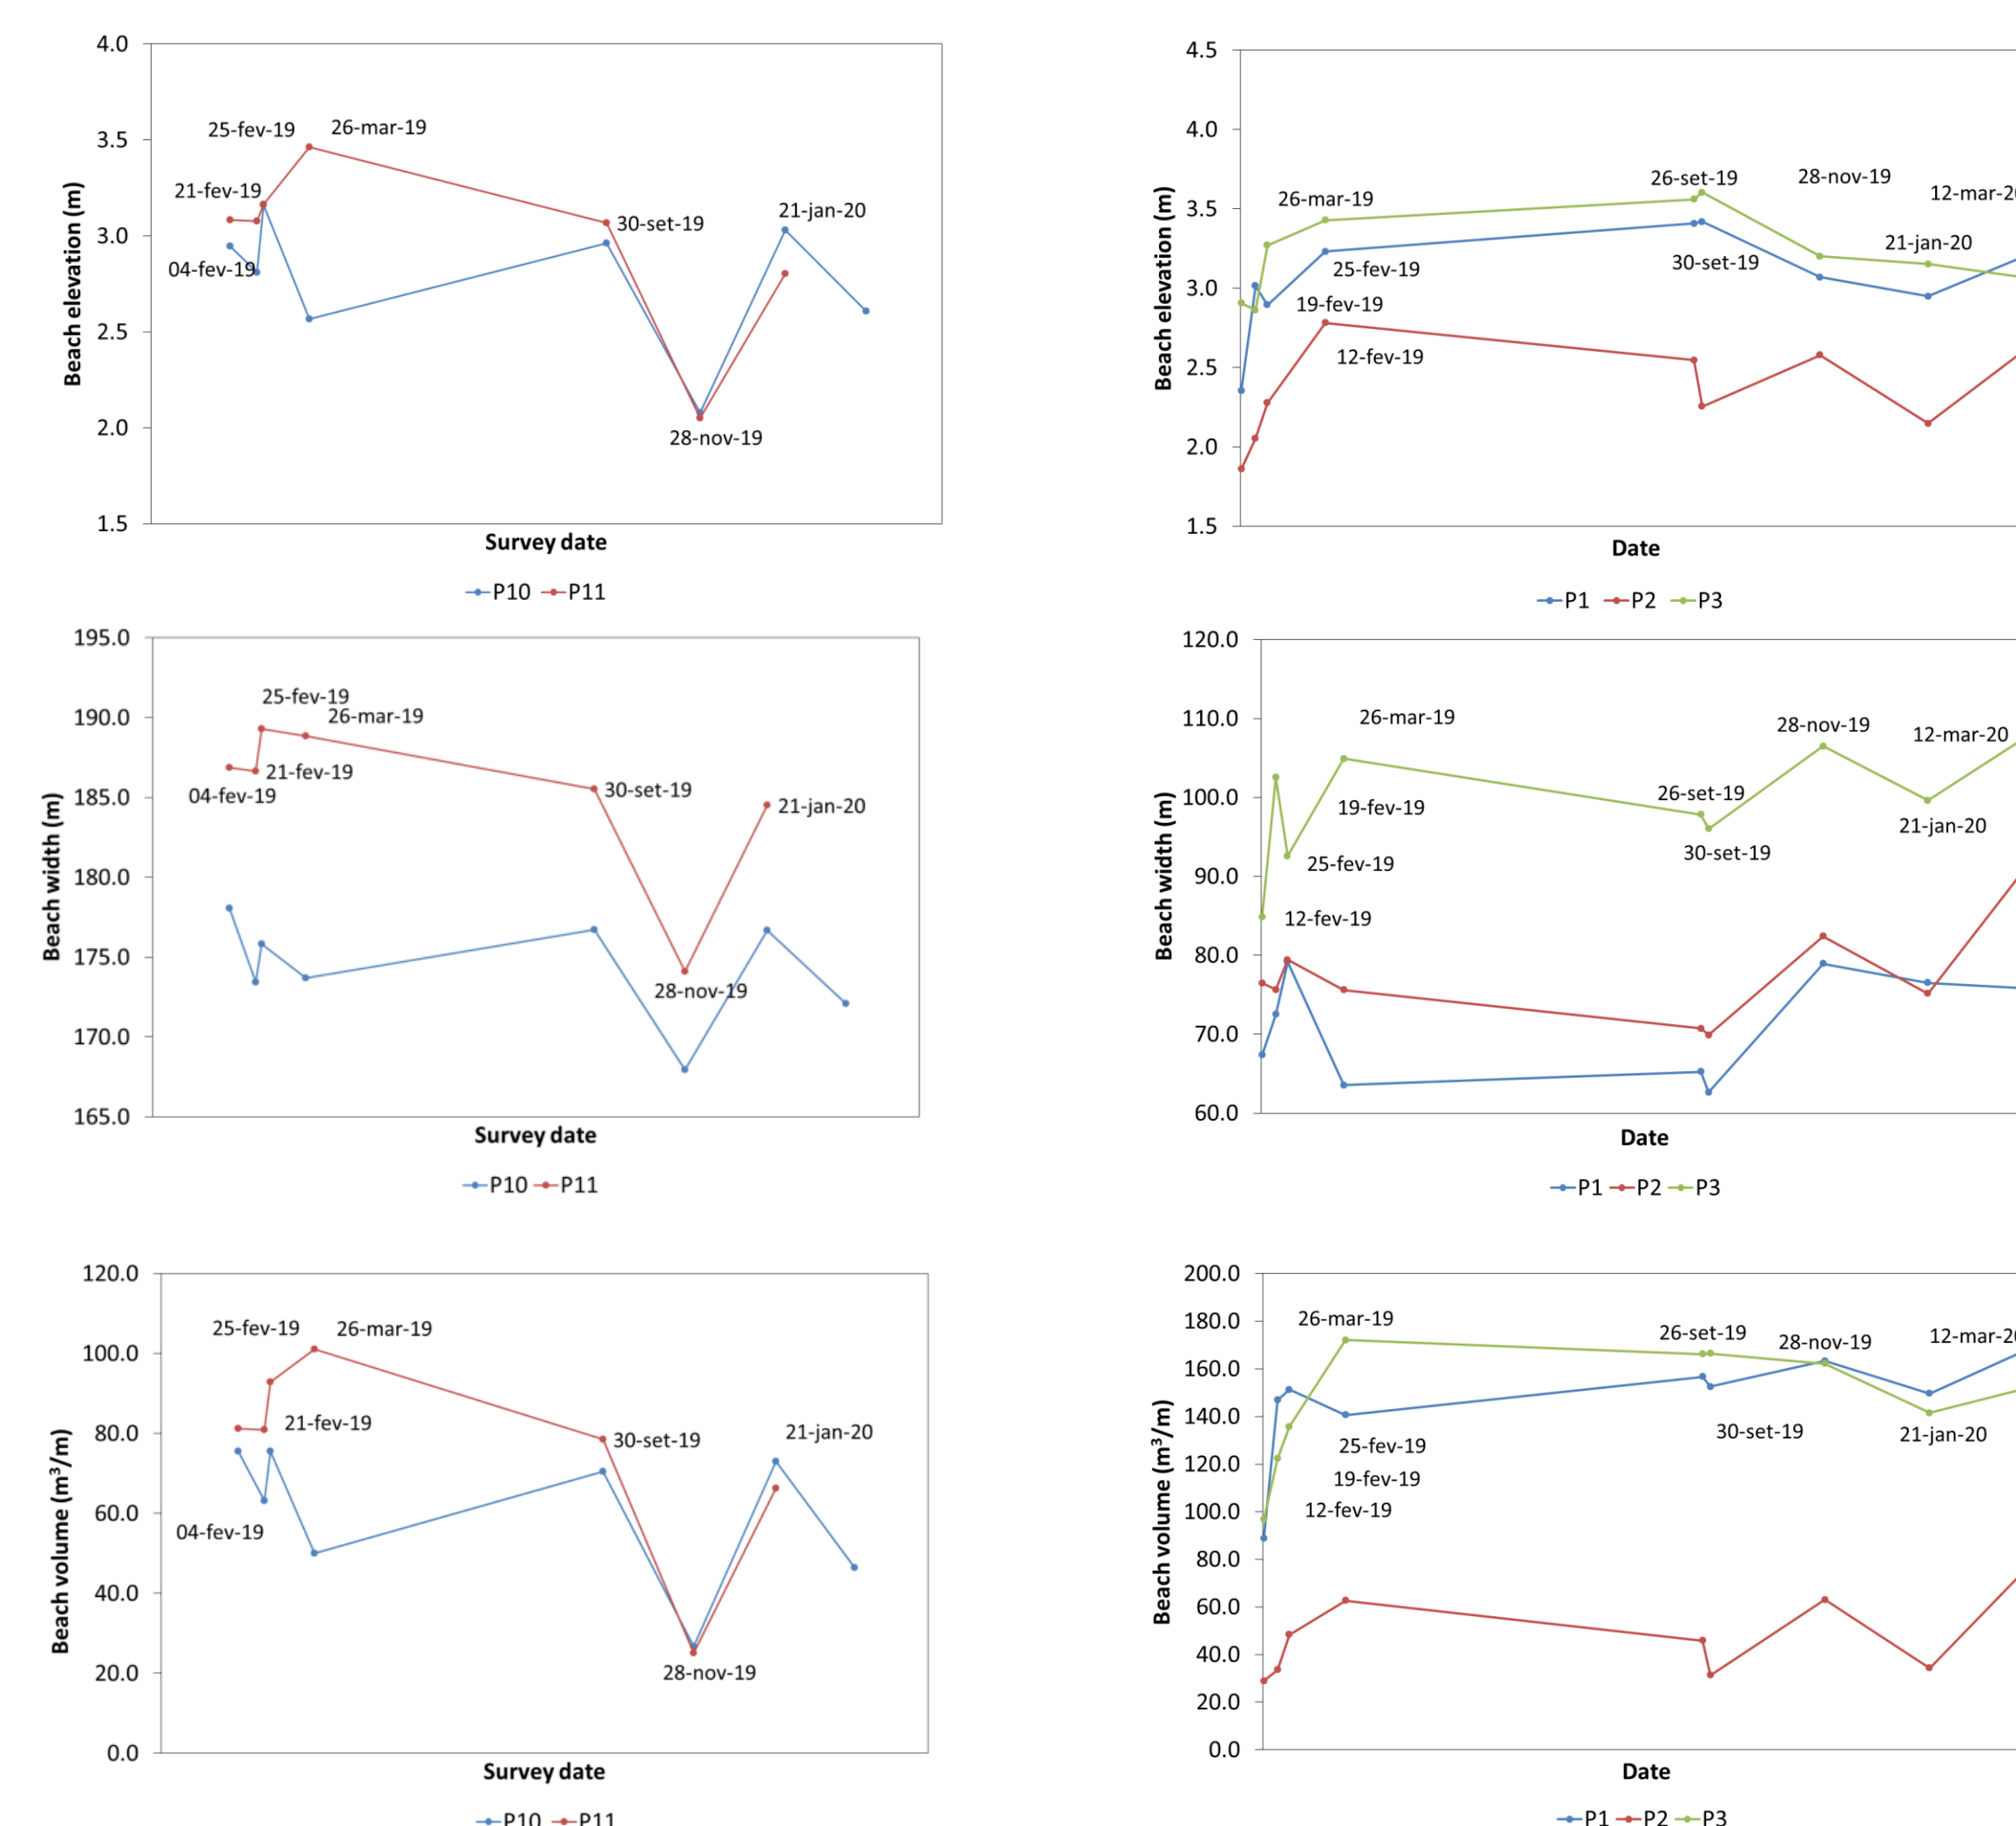 4.0
3.5
3.0
2.5
2.0
1.5
Beach elevation (m)
25-fev-19
26-mar-19
21-fev-19
04-fev-19
30-set-19
21-jan-20
28-nov-19
Survey date
P10 P11
4.5
4.0
3.5
3.0
2.5
2.0
1.5
Beach elevation (m)
26-mar-19
26-set-19
28-nov-19
12-mar-20
25-fev-19
30-set-19
21-jan-20
19-fev-19
12-fev-19
Date
P1 P2 P3
195.0
190.0
185.0
180.0
175.0
170.0
165.0
Beach width (m)
25-fev-19
26-mar-19
21-fev-19
04-fev-19
30-set-19
21-jan-20
28-nov-19
Survey date
P10 P11
120.0
110.0
100.0
90.0
80.0
70.0
60.0
Beach width (m)
26-mar-19
28-nov-19
12-mar-20
26-set-19
19-fev-19
21-jan-20
30-set-19
25-fev-19
12-fev-19
Date
P1 P2 P3
120.0
100.0
80.0
60.0
40.0
20.0
0.0
Beach volume (m³/m)
25-fev-19
26-mar-19
21-fev-19
30-set-19
21-jan-20
04-fev-19
28-nov-19
Survey date
P10 P11
200.0
180.0
160.0
140.0
120.0
100.0
80.0
60.0
40.0
20.0
0.0
Beach volume (m³/m)
26-mar-19
26-set-19
28-nov-19
12-mar-20
25-fev-19
30-set-19
21-jan-20
19-fev-19
12-fev-19
Date
P1 P2 P3